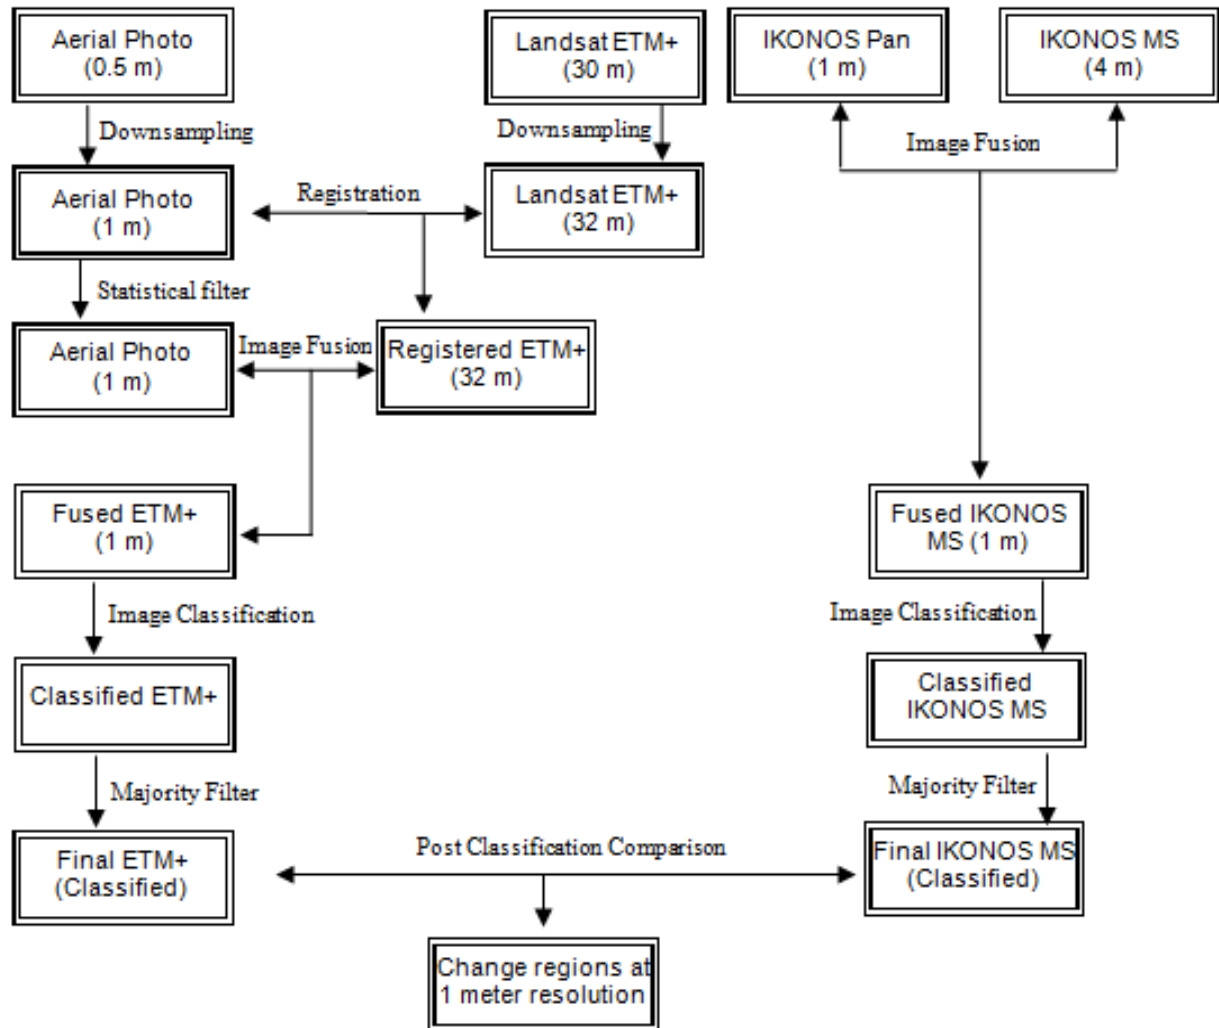 Aerial Photo
(0.5 m)
Landsat ETM+
(30 m)
IKONOS Pan
(1 m)
IKONOS MS
(4 m)
Downsampling
Downsampling
Image Fusion
Aerial Photo
(1 m)
Registration
Landsat ETM+
(32 m)
Statistical filter
Aerial Photo
(1 m)
Image Fusion
Registered ETM+
(32 m)
Fused ETM+
(1 m)
Fused IKONOS
MS (1 m)
Image Classification
Image Classification
Classified ETM+
Classified
IKONOS MS
Majority Filter
Majority Filter
Final ETM+
(Classified)
Post Classification Comparison
Final IKONOS MS
(Classified)
Change regions at
1 meter resolution